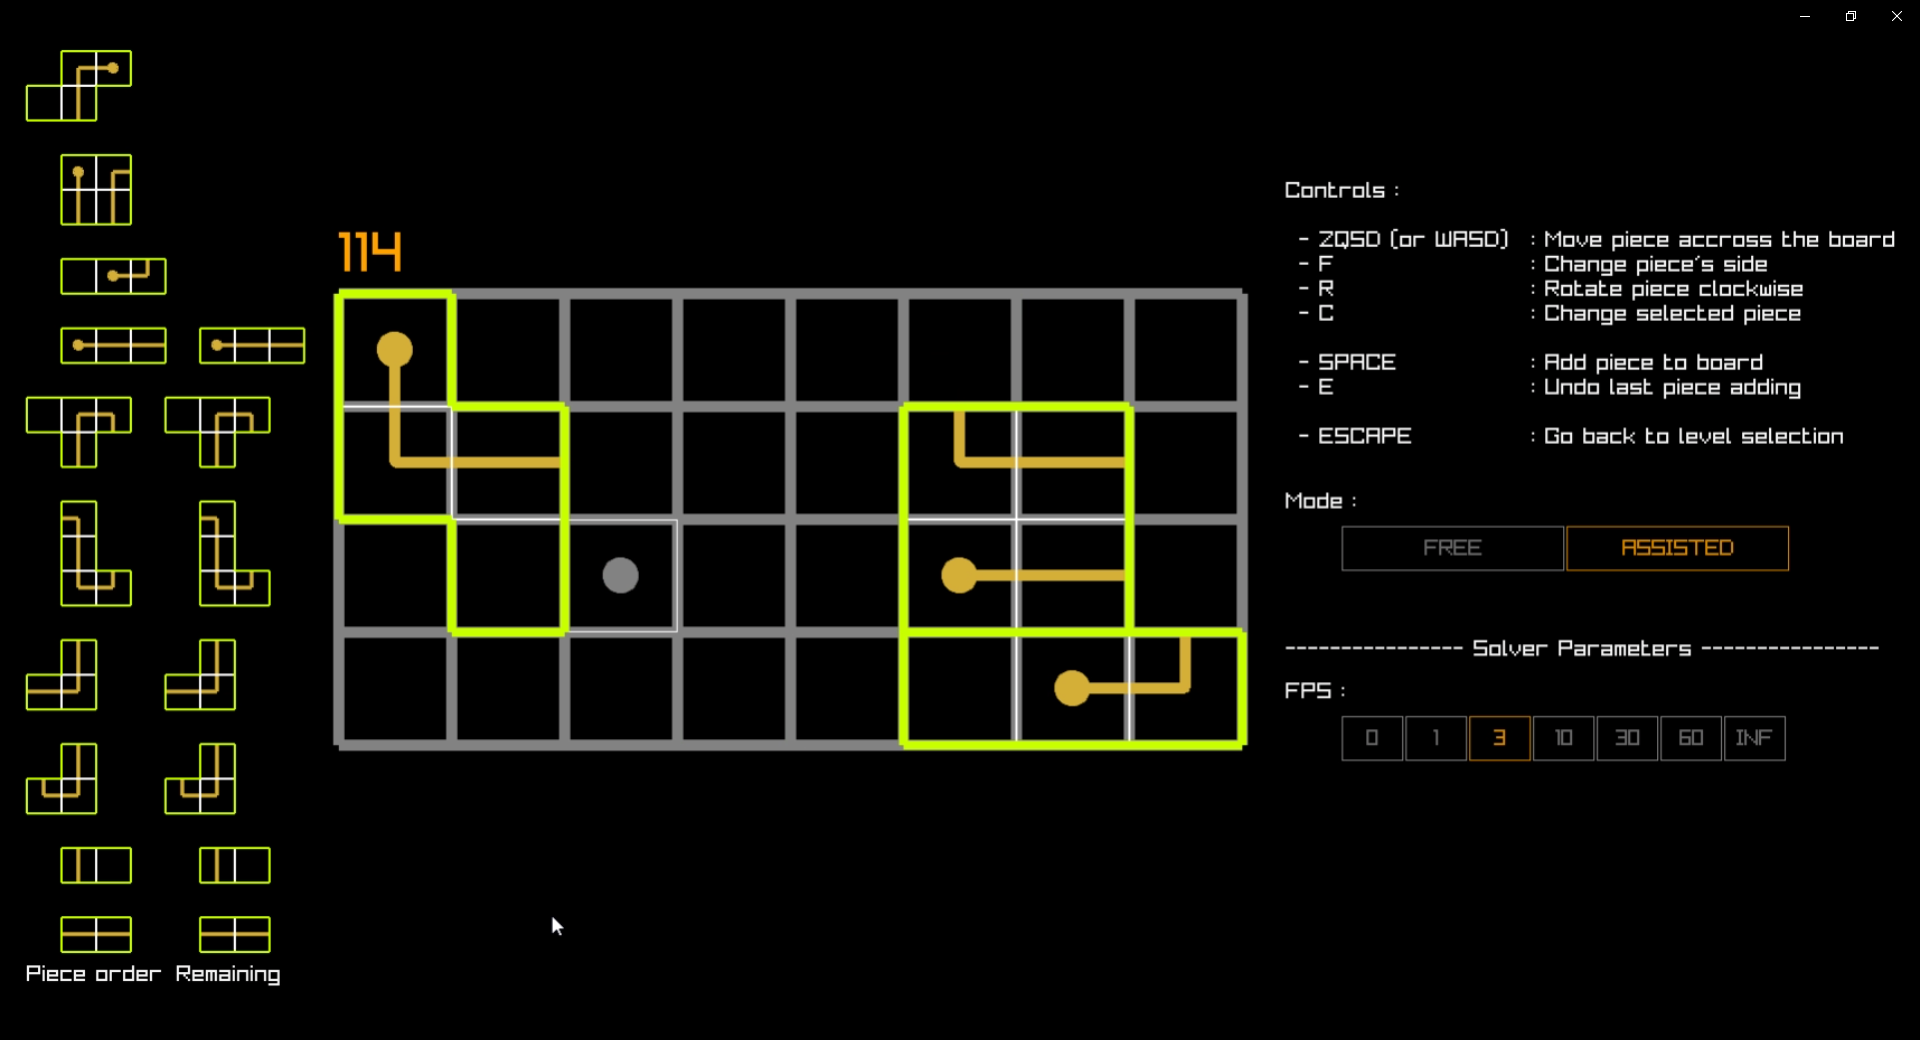 114
Controls :
- ZQSD (or WASD) : Move piece accross the board
- F : Change piece's side
- R : Rotate piece clockwise
- C : Change selected piece
- SPACE : Add piece to board
- E : Undo last piece adding
- ESCAPE : Go back to level selection
Mode :
FREE ASSISTED
---------------- Solver Parameters ----------------
FPS :
0 1 3 10 30 60 INF
Piece order Remaining